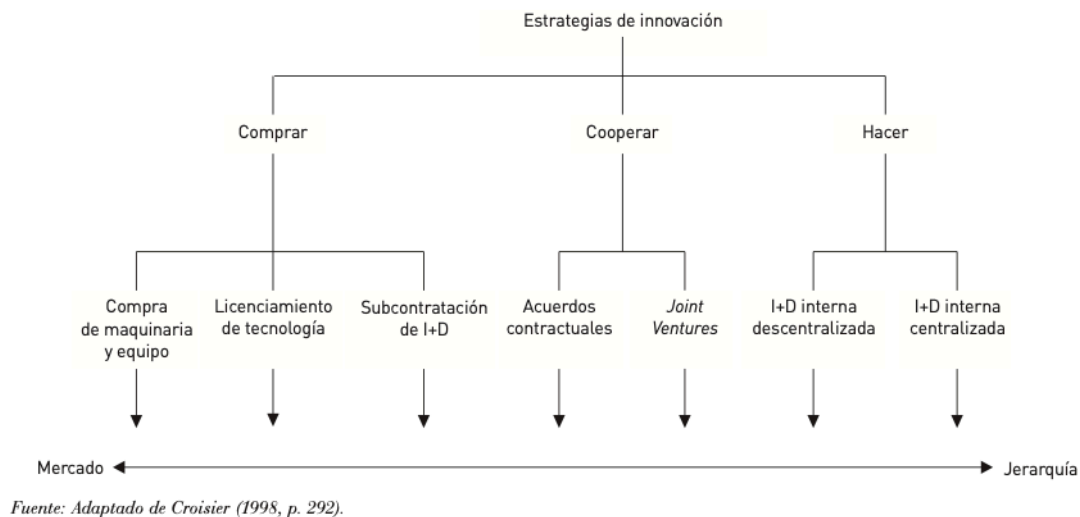 Estrategias de innovación
Comprar
Cooperar
Hacer
Compra
de maquinaria
y equipo
Licenciamiento
de tecnología
Subcontratación
de I+D
Acuerdos
contractuales
Joint
Ventures
I+D interna
descentralizada
I+D interna
centralizada
Mercado
Jerarquía
Fuente: Adaptado de Croisier (1998, p. 292).